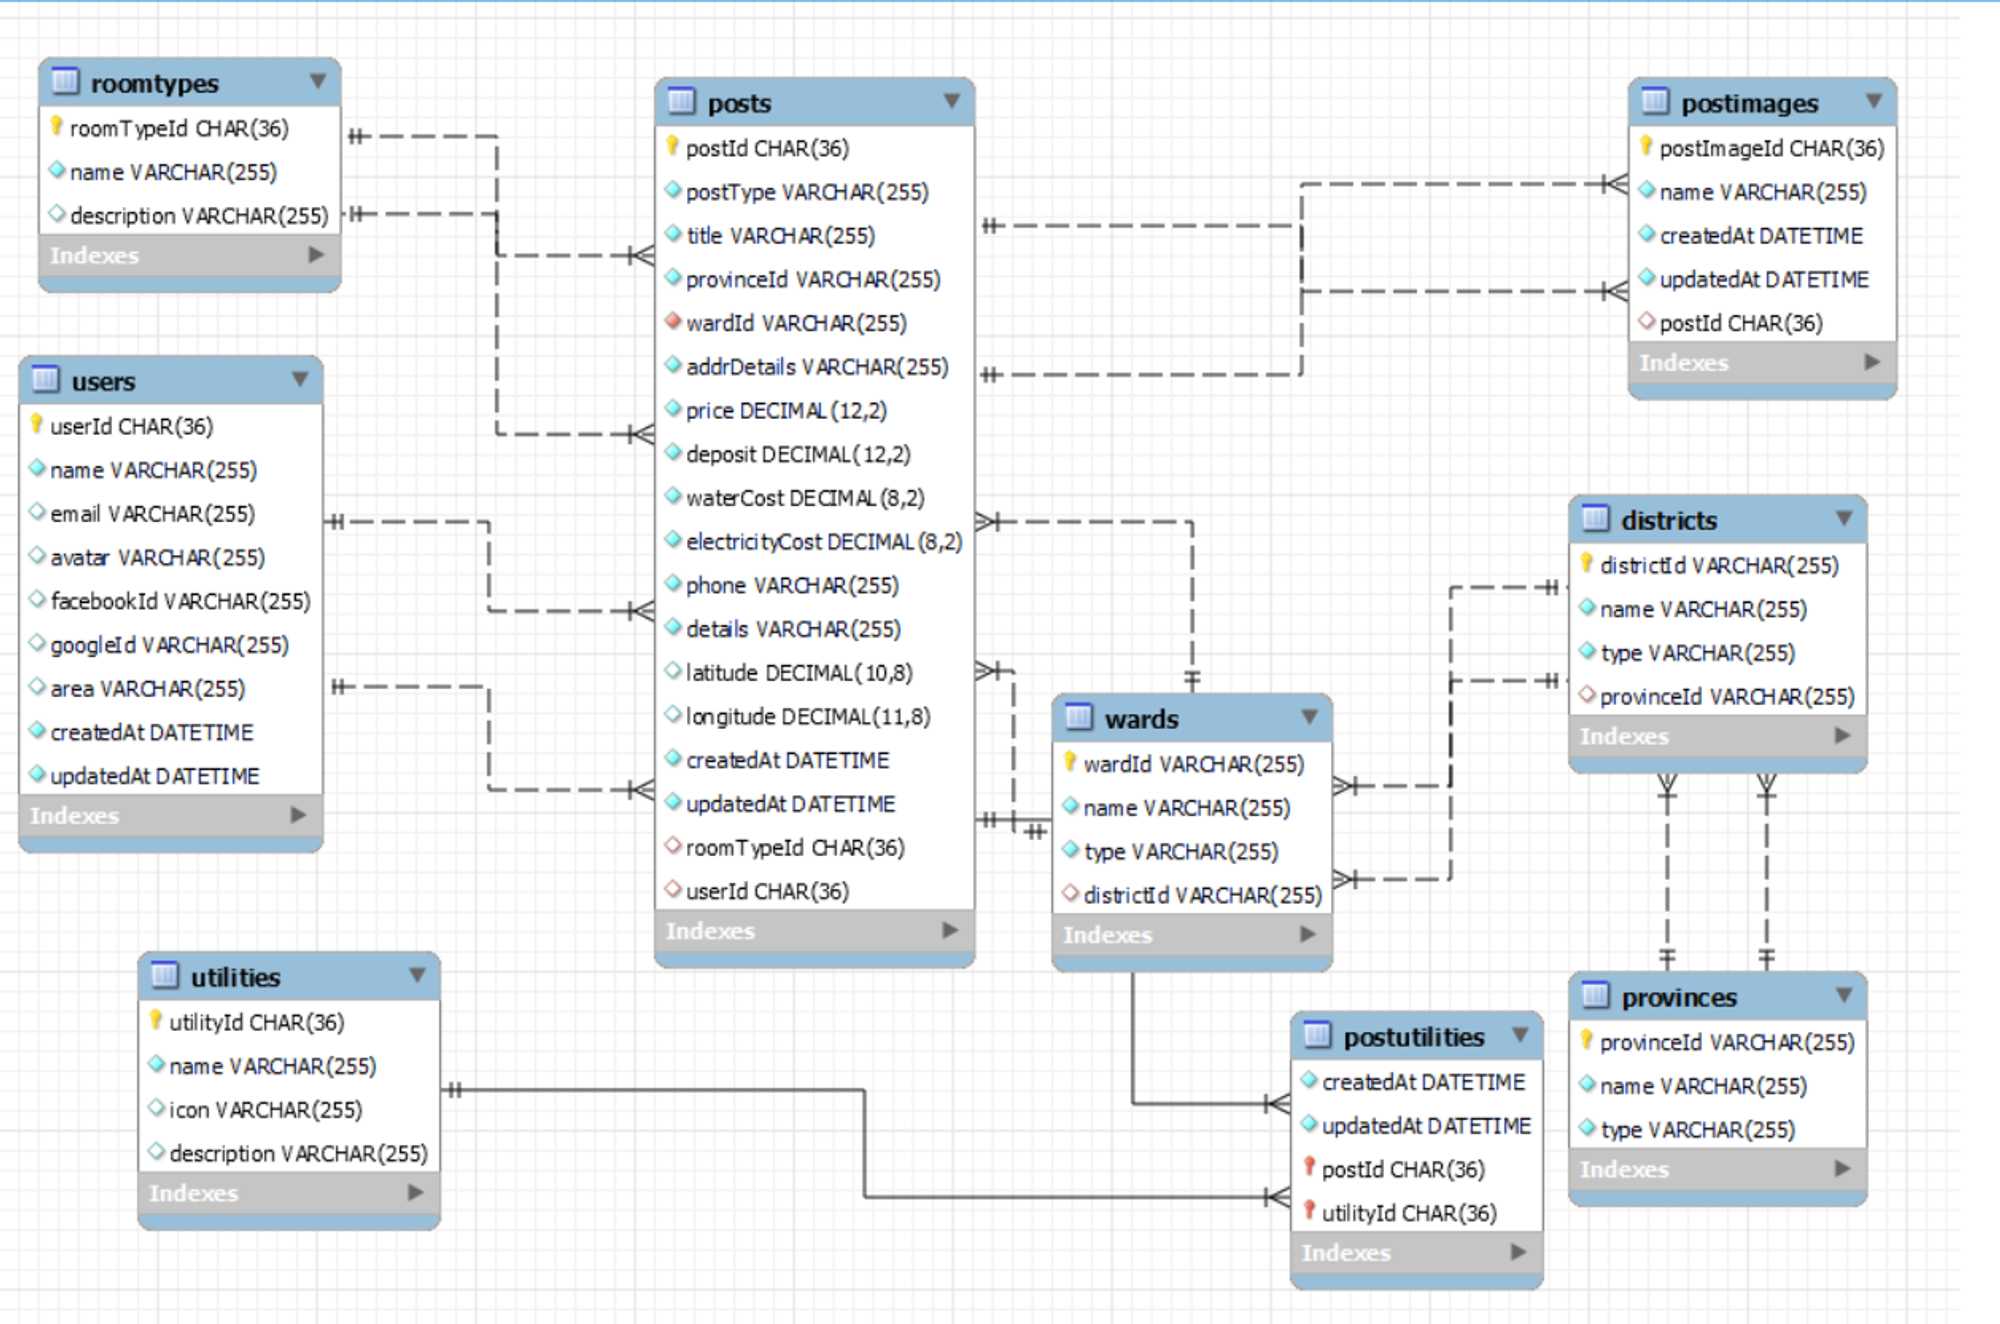 roomtypes
roomTypeId CHAR(36)
name VARCHAR(255)
description VARCHAR(255)
Indexes
users
userId CHAR(36)
name VARCHAR(255)
email VARCHAR(255)
avatar VARCHAR(255)
facebookId VARCHAR(255)
googleId VARCHAR(255)
area VARCHAR(255)
createdAt DATETIME
updatedAt DATETIME
Indexes
utilities
utilityId CHAR(36)
name VARCHAR(255)
icon VARCHAR(255)
description VARCHAR(255)
Indexes
posts
postId CHAR(36)
postType VARCHAR(255)
title VARCHAR(255)
provinceId VARCHAR(255)
wardId VARCHAR(255)
addrDetails VARCHAR(255)
price DECIMAL(12,2)
deposit DECIMAL(12,2)
waterCost DECIMAL(8,2)
electricityCost DECIMAL(8,2)
phone VARCHAR(255)
details VARCHAR(255)
latitude DECIMAL(10,8)
longitude DECIMAL(11,8)
createdAt DATETIME
updatedAt DATETIME
roomTypeId CHAR(36)
userId CHAR(36)
Indexes
wards
wardId VARCHAR(255)
name VARCHAR(255)
type VARCHAR(255)
districtId VARCHAR(255)
Indexes
postutilities
createdAt DATETIME
updatedAt DATETIME
postId CHAR(36)
utilityId CHAR(36)
Indexes
postimages
postImageId CHAR(36)
name VARCHAR(255)
createdAt DATETIME
updatedAt DATETIME
postId CHAR(36)
Indexes
districts
districtId VARCHAR(255)
name VARCHAR(255)
type VARCHAR(255)
provinceId VARCHAR(255)
Indexes
provinces
provinceId VARCHAR(255)
name VARCHAR(255)
type VARCHAR(255)
Indexes